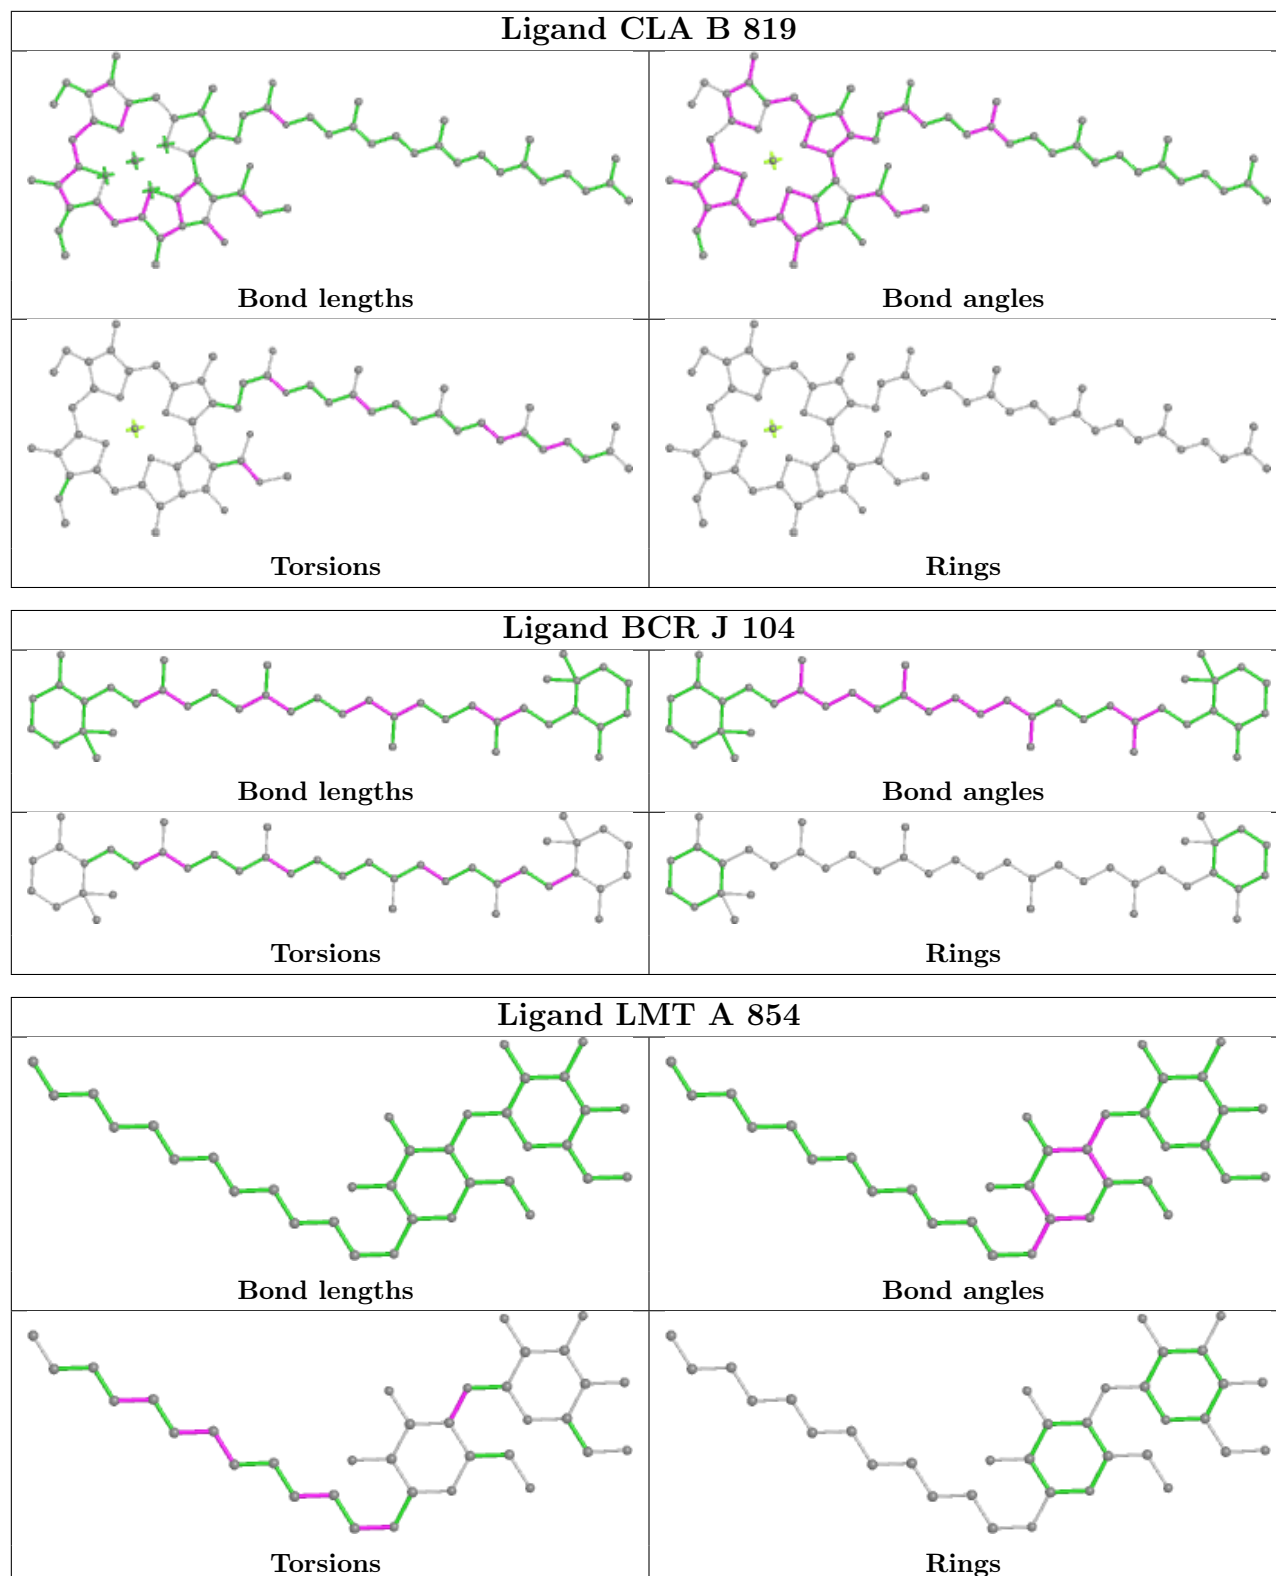 Ligand CLA B 819
Bond lengths
Bond angles
Torsions
Rings
Ligand BCR J 104
Bond lengths
Bond angles
Torsions
Rings
Ligand LMT A 854
Bond lengths
Bond angles
Torsions
Rings